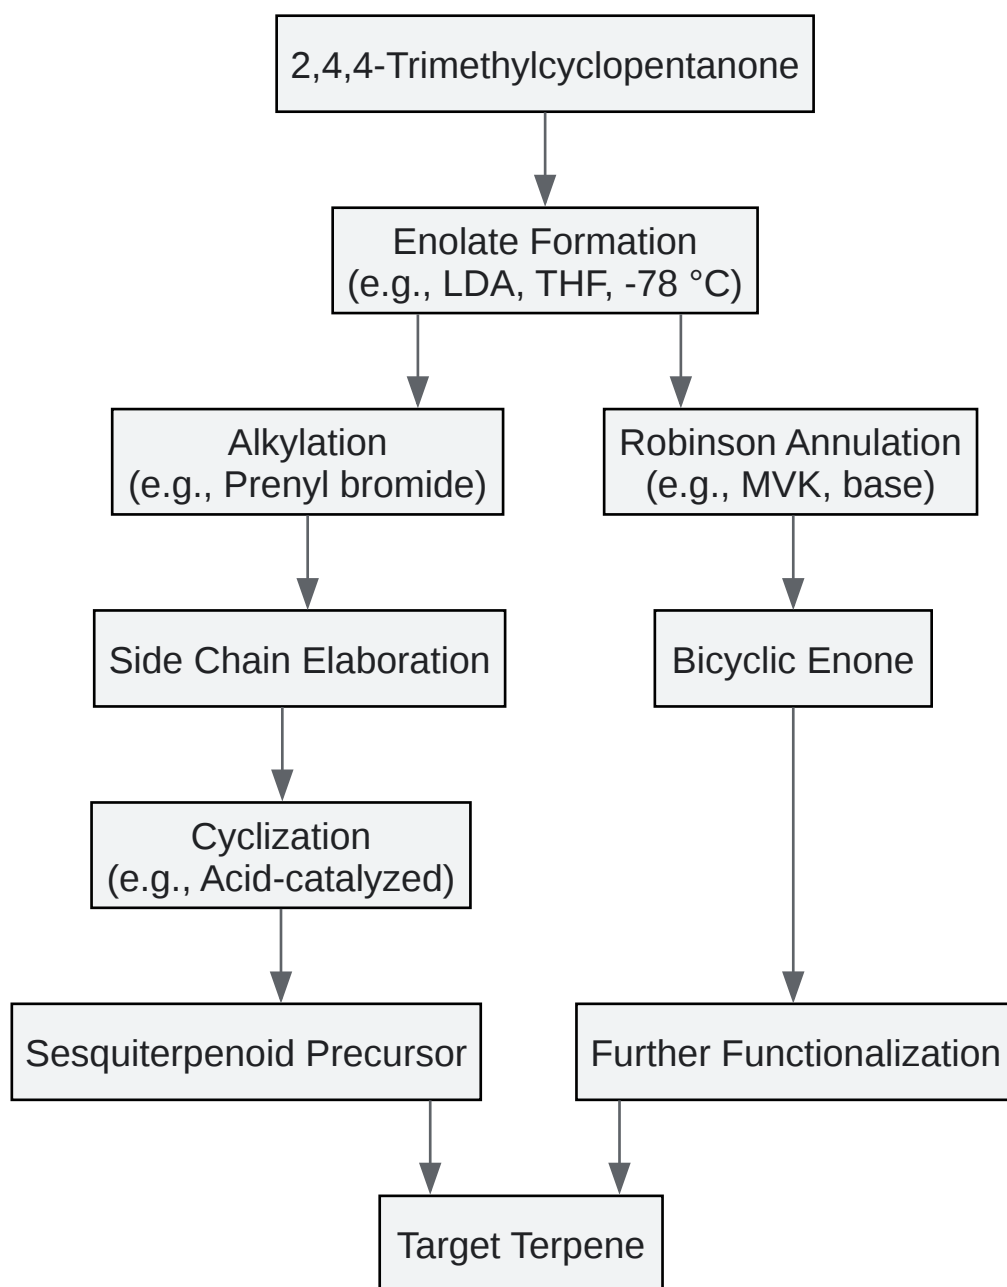 2,4,4-Trimethylcyclopentanone
Enolate Formation
(e.g., LDA, THF, -78 °C)
Alkylation
(e.g., Prenyl bromide)
Robinson Annulation
(e.g., MVK, base)
Side Chain Elaboration
Bicyclic Enone
Cyclization
(e.g., Acid-catalyzed)
Sesquiterpenoid Precursor
Further Functionalization
Target Terpene